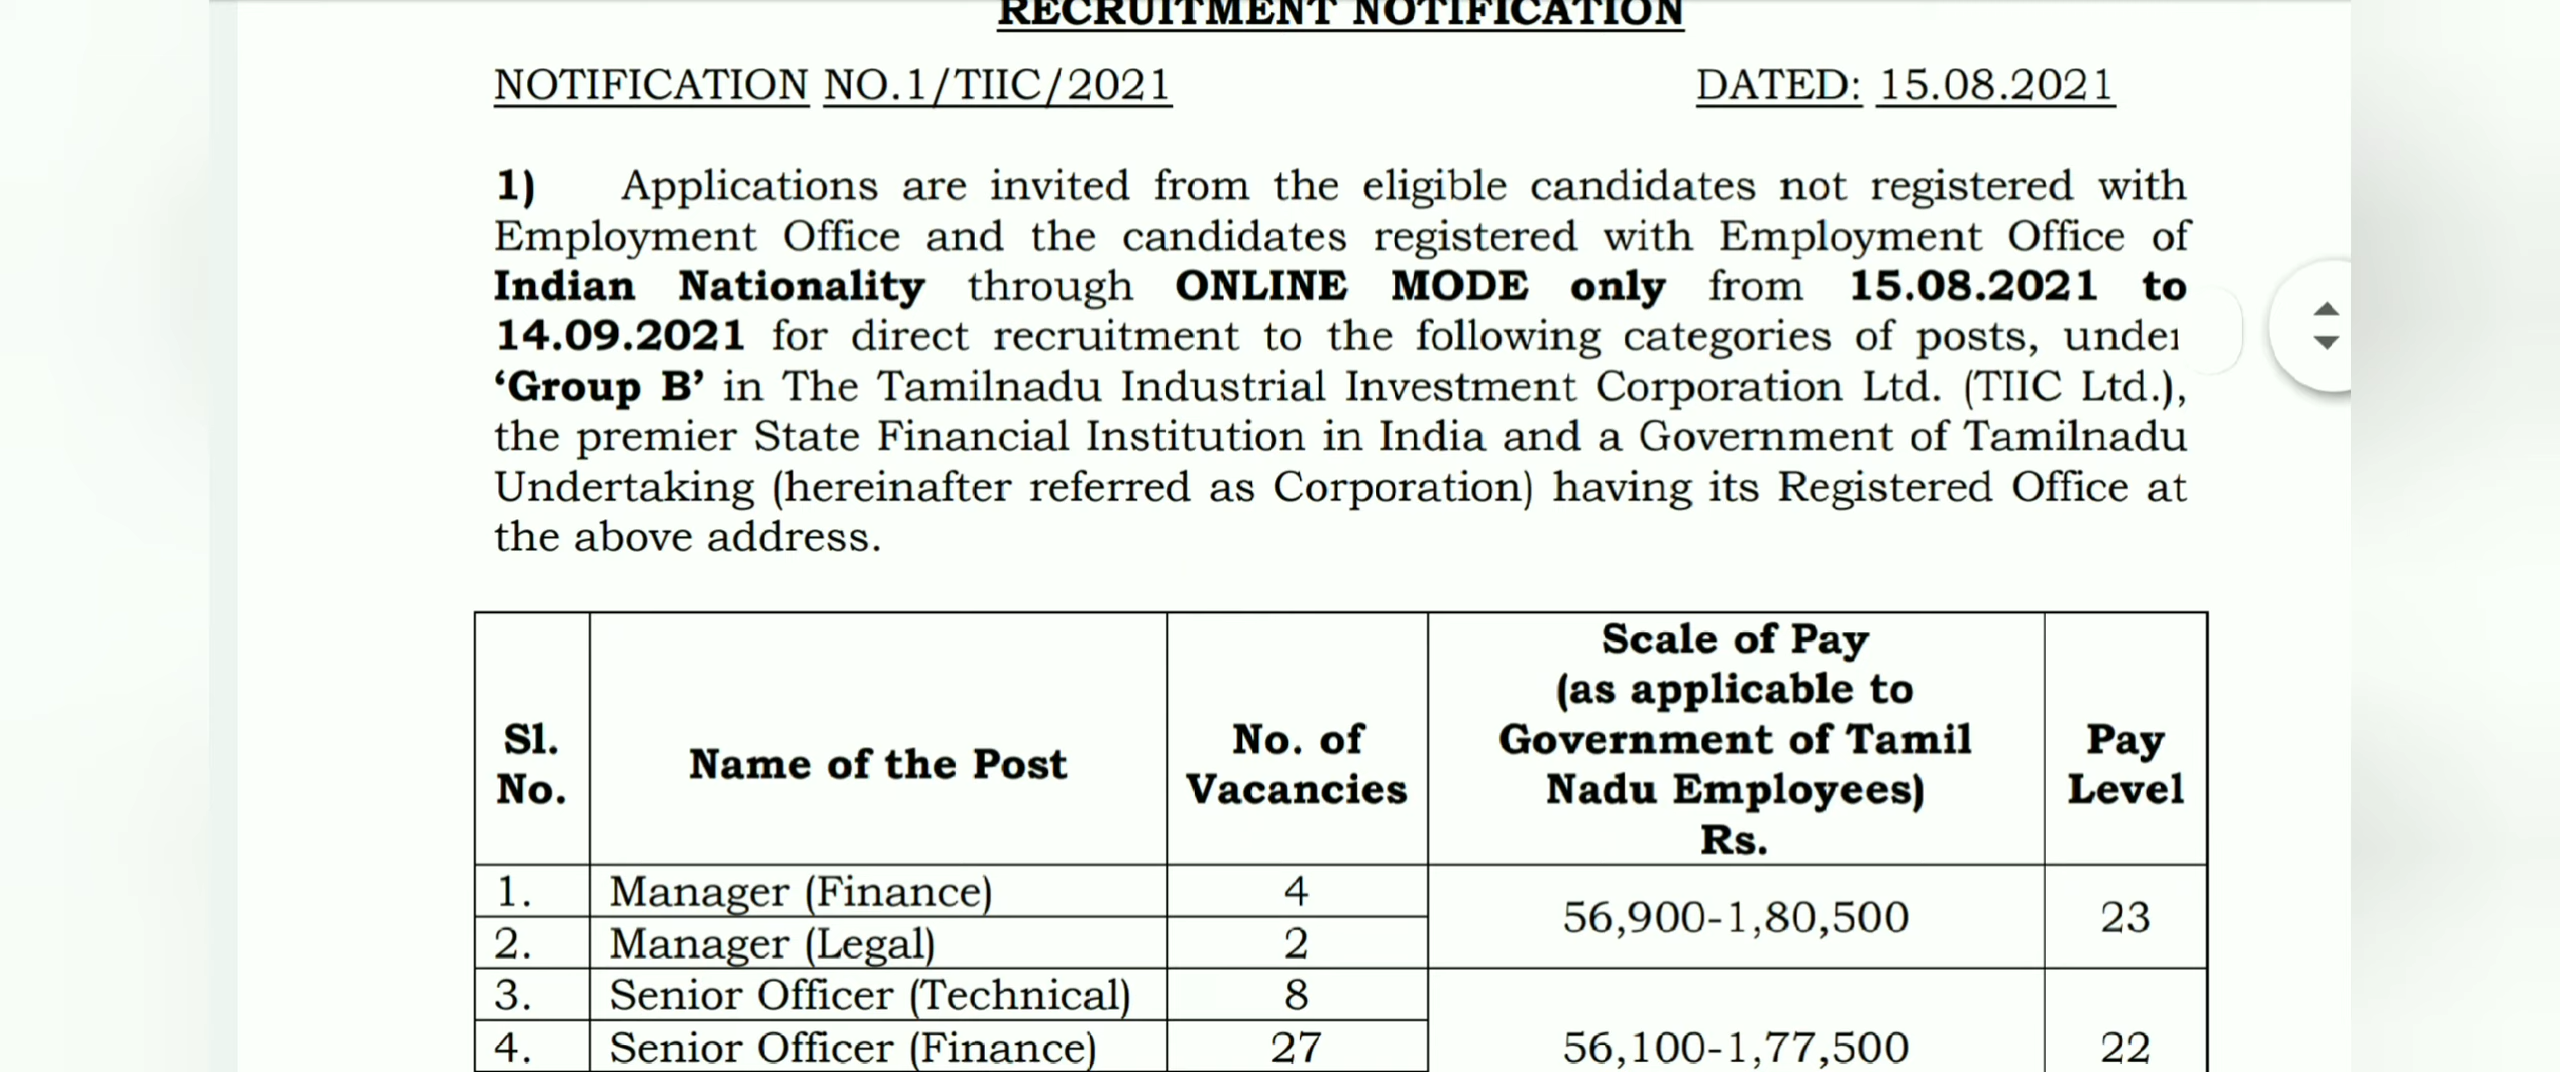 RECRUITMENT NOTIFICATION
NOTIFICATION NO.1/TIIC/2021 DATED: 15.08.2021
1) Applications are invited from the eligible candidates not registered with
Employment Office and the candidates registered with Employment Office of
Indian Nationality through ONLINE MODE only from 15.08.2021 to
14.09.2021 for direct recruitment to the following categories of posts, under
‘Group B’ in The Tamilnadu Industrial Investment Corporation Ltd. (TIIC Ltd.),
the premier State Financial Institution in India and a Government of Tamilnadu
Undertaking (hereinafter referred as Corporation) having its Registered Office at
the above address.
Sl. No. Name of the Post No. of Vacancies Scale of Pay (as applicable to Government of Tamil Nadu Employees) Rs. Pay Level
1. Manager (Finance) 4 56,900-1,80,500 23
2. Manager (Legal) 2
3. Senior Officer (Technical) 8
4. Senior Officer (Finance) 27 56,100-1,77,500 22